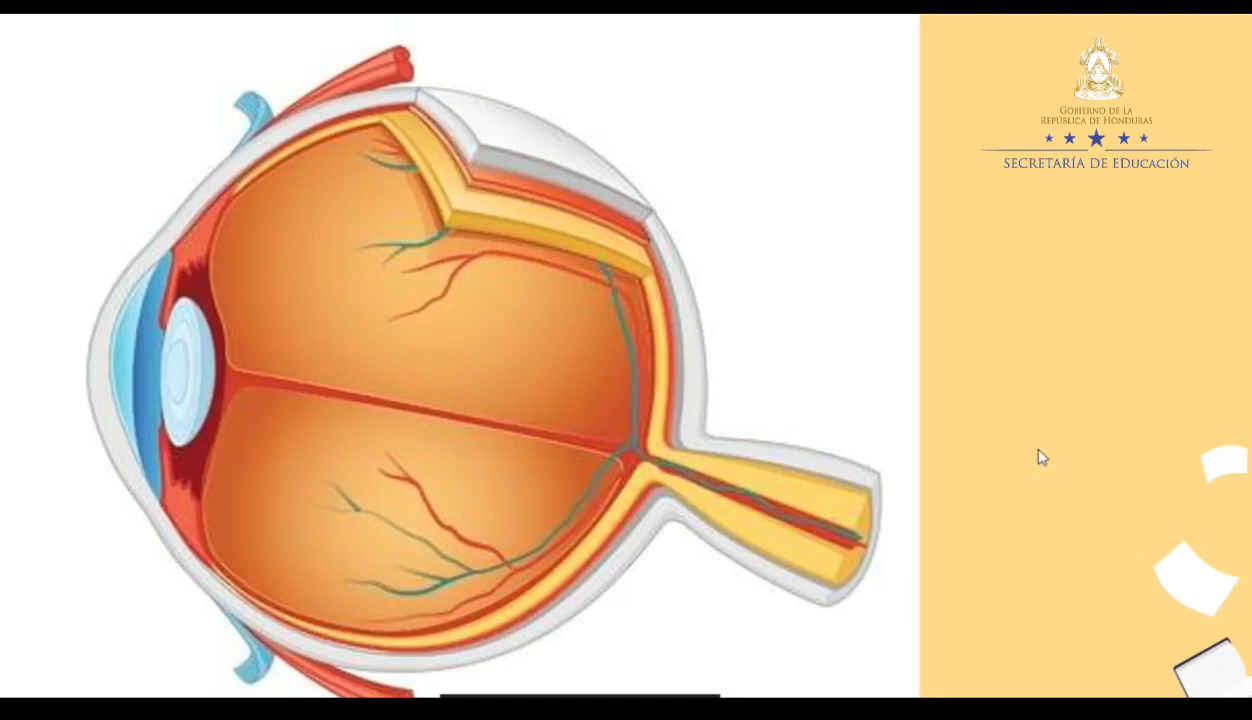 GOBIERNO DE LA
REPÚBLICA DE HONDURAS
SECRETARÍA DE EDUCACIÓN